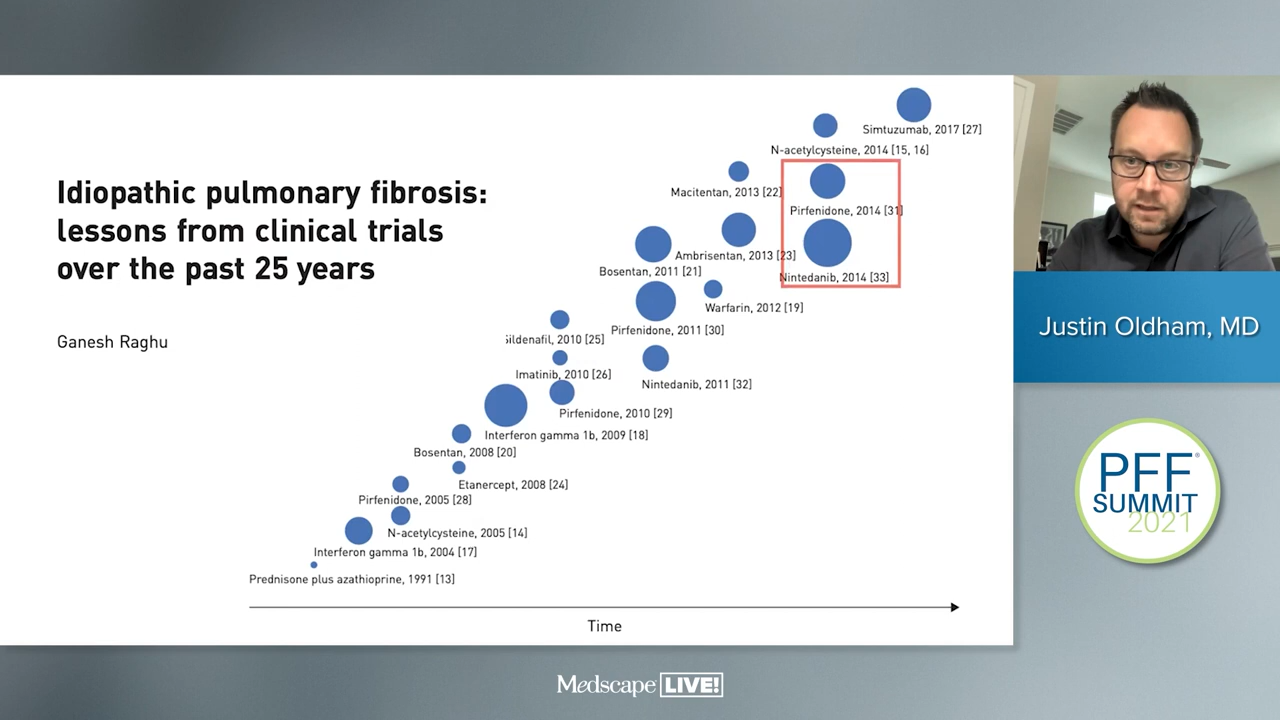 Idiopathic pulmonary fibrosis:
lessons from clinical trials
over the past 25 years
Ganesh Raghu
Simtuzumab, 2017 [27]
N-acetylcysteine, 2014 [15, 16]
Macitentan, 2013 [22]
Pirfenidone, 2014 [31]
Ambrisentan, 2013 [23]
Bosentan, 2011 [21]
Nintedanib, 2014 [33]
Warfarin, 2012 [19]
Pirfenidone, 2011 [30]
Sildenafil, 2010 [25]
Imatinib, 2010 [26]
Nintedanib, 2011 [32]
Pirfenidone, 2010 [29]
Interferon gamma 1b, 2009 [18]
Bosentan, 2008 [20]
Etanercept, 2008 [24]
Pirfenidone, 2005 [28]
N-acetylcysteine, 2005 [14]
Interferon gamma 1b, 2004 [17]
Prednisone plus azathioprine, 1991 [13]
Time
Justin Oldham, MD
PFF®
SUMMIT
2021
Medscape LIVE!